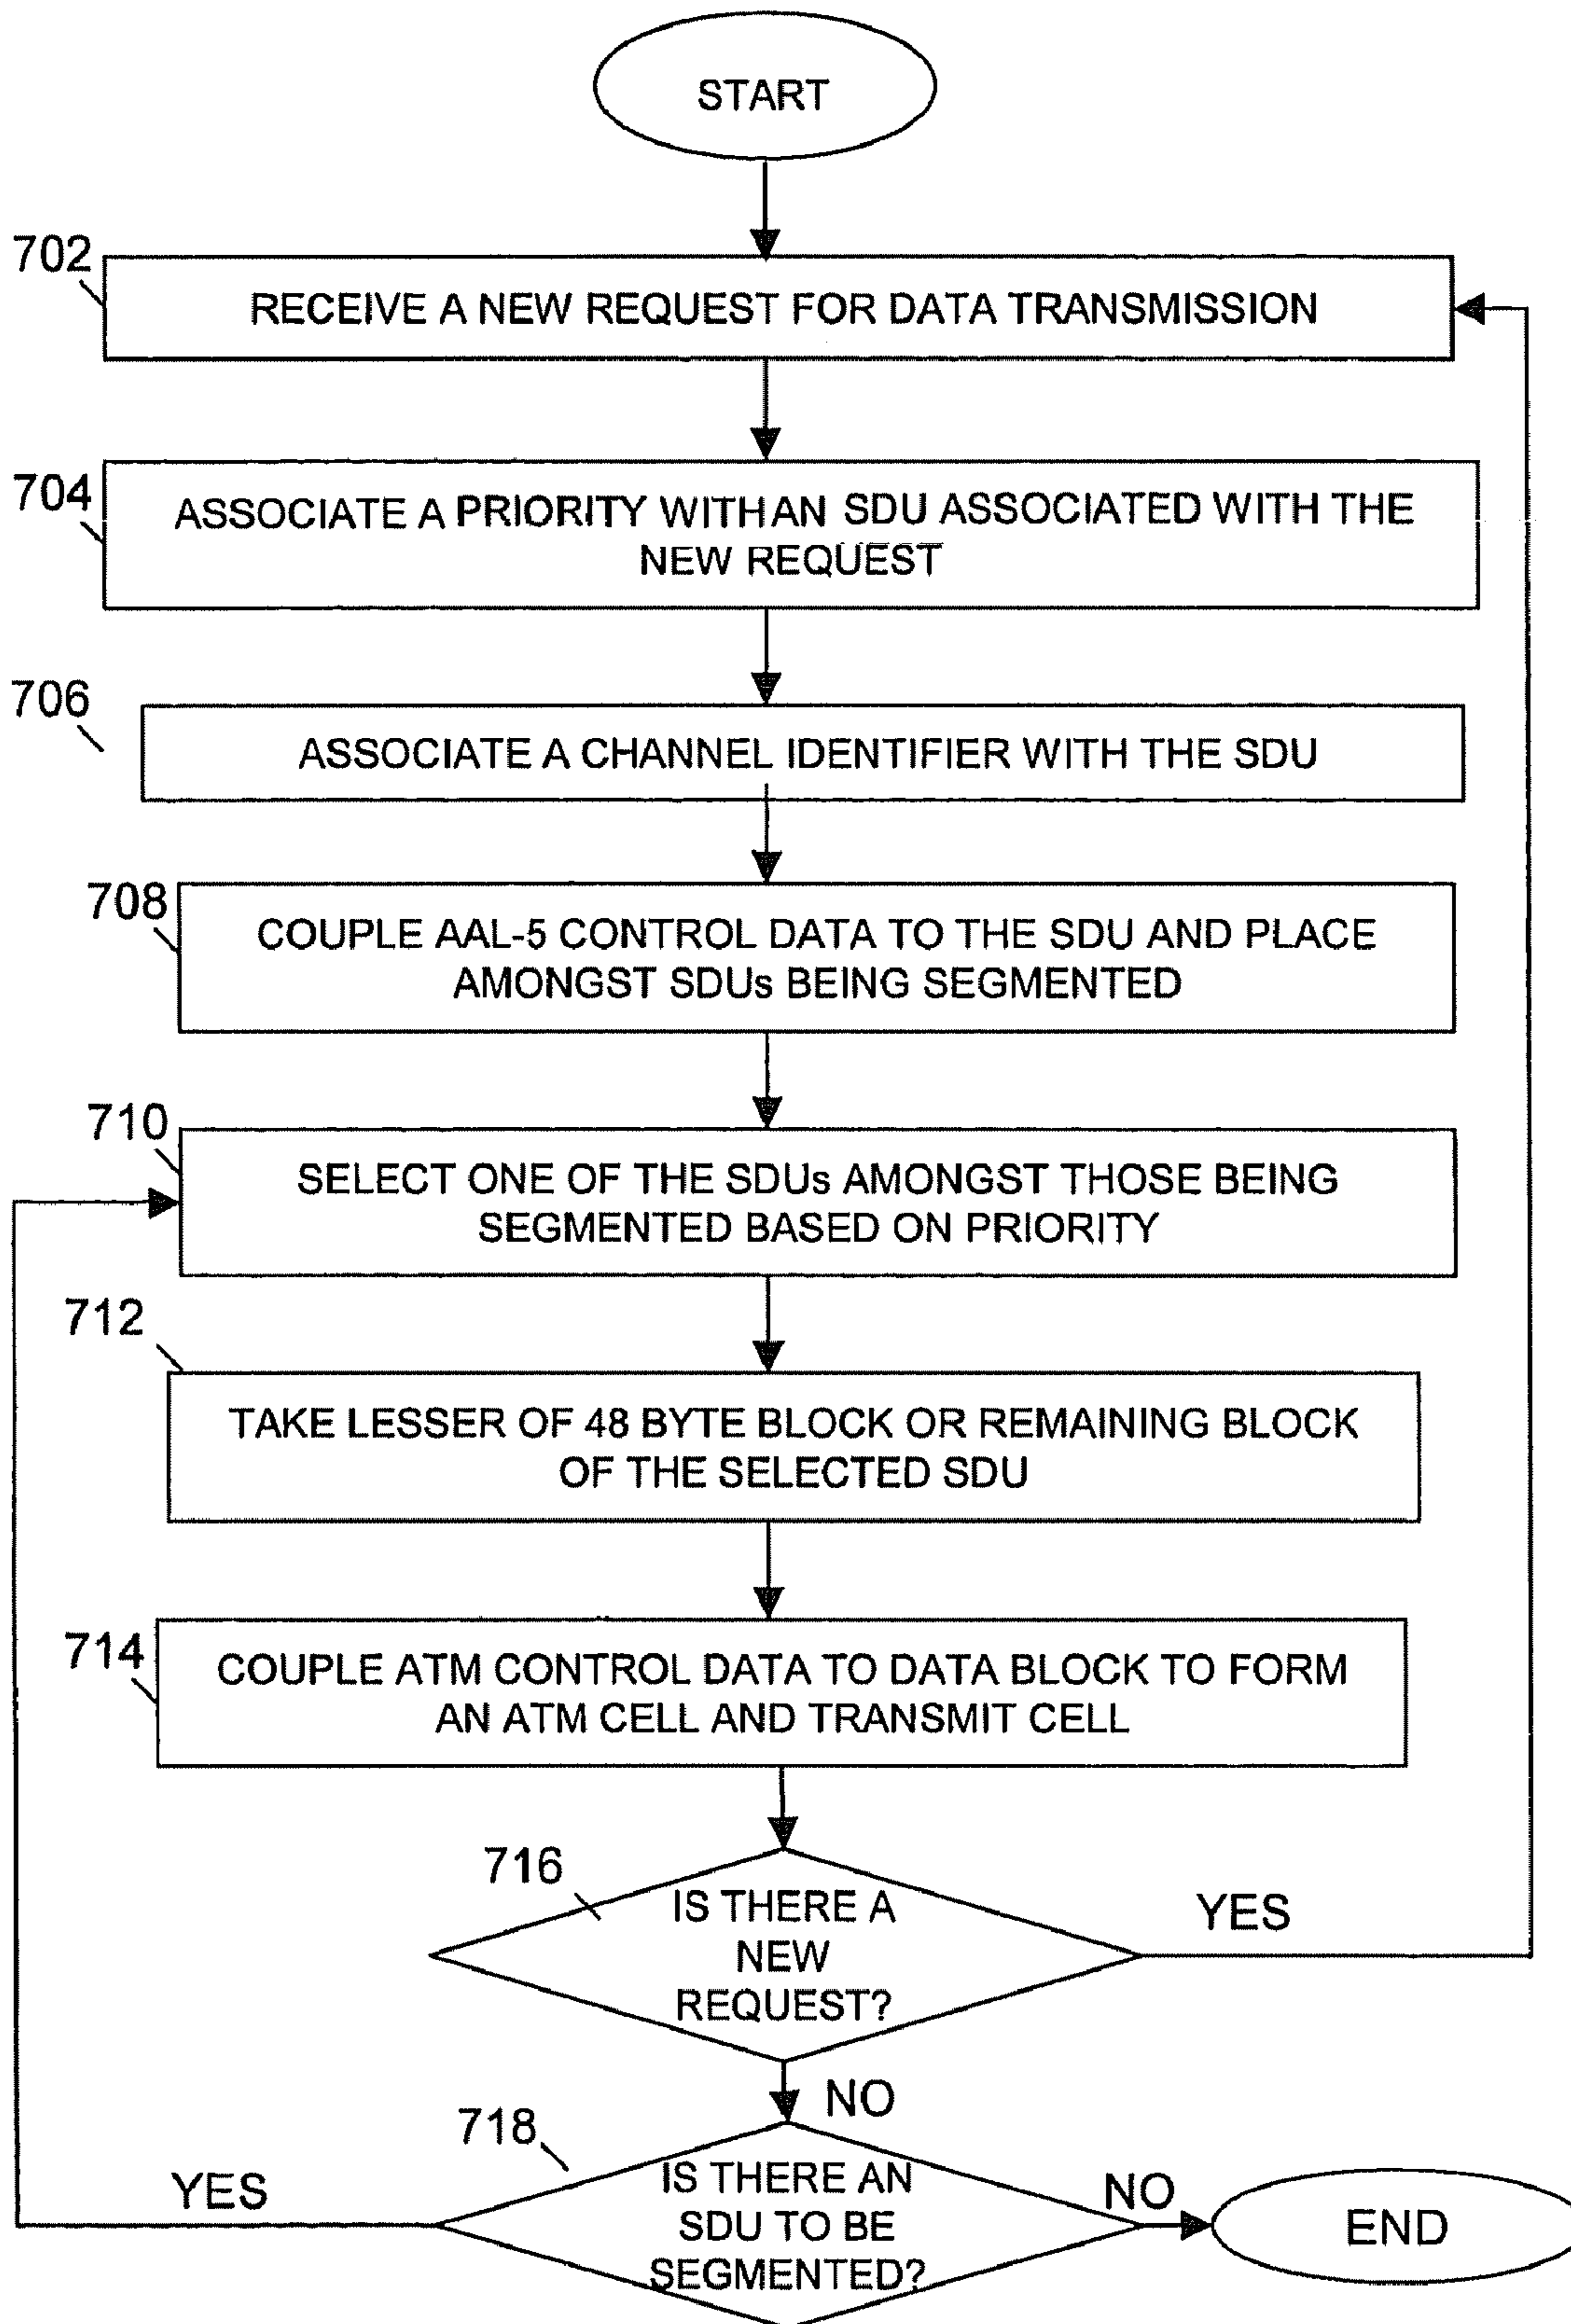 START
702
RECEIVE A NEW REQUEST FOR DATA TRANSMISSION
704
ASSOCIATE A PRIORITY WITH AN SDU ASSOCIATED WITH THE
NEW REQUEST
706
ASSOCIATE A CHANNEL IDENTIFIER WITH THE SDU
708
COUPLE AAL-5 CONTROL DATA TO THE SDU AND PLACE
AMONGST SDUs BEING SEGMENTED
710
SELECT ONE OF THE SDUs AMONGST THOSE BEING
SEGMENTED BASED ON PRIORITY
712
TAKE LESSER OF 48 BYTE BLOCK OR REMAINING BLOCK
OF THE SELECTED SDU
714
COUPLE ATM CONTROL DATA TO DATA BLOCK TO FORM
AN ATM CELL AND TRANSMIT CELL
716
IS THERE A
NEW
REQUEST?
YES
NO
718
IS THERE AN
SDU TO BE
SEGMENTED?
YES
NO
END